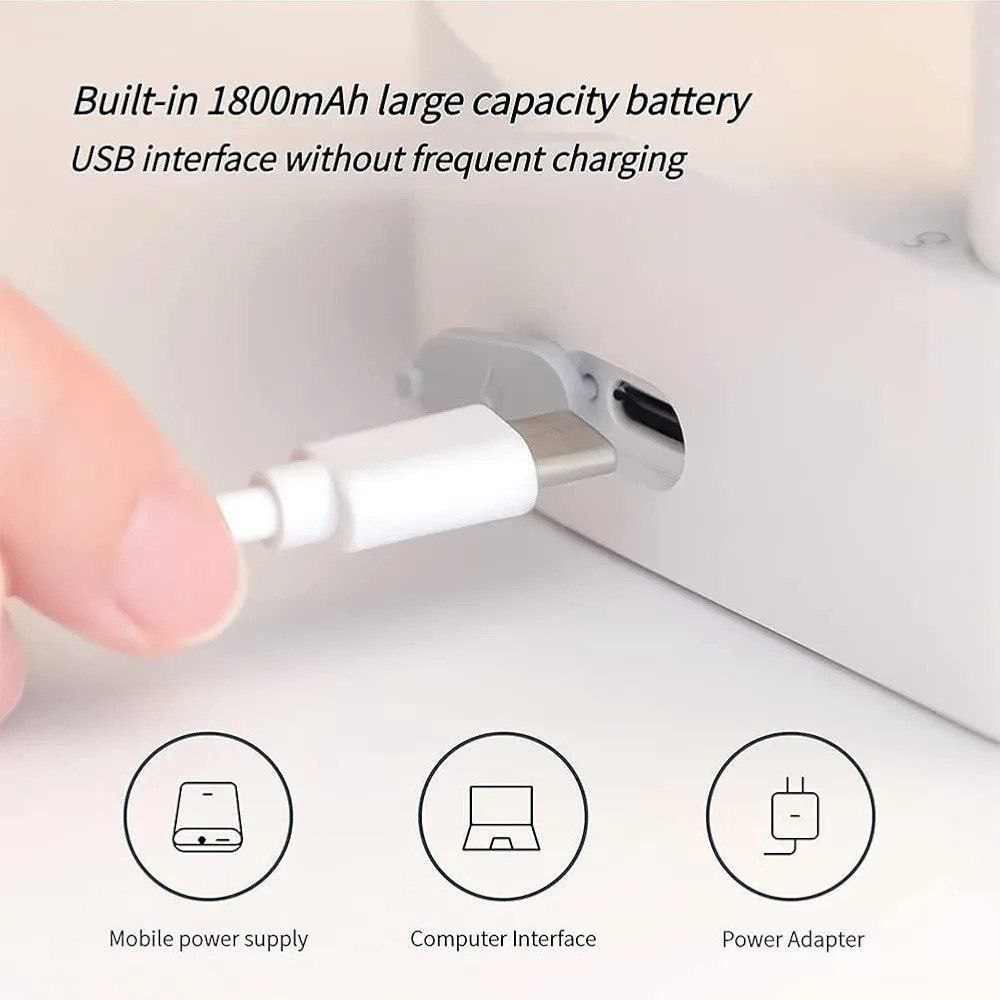 Built-in 1800mAh large capacity battery
USB interface without frequent charging
Mobile power supply
Computer Interface
Power Adapter